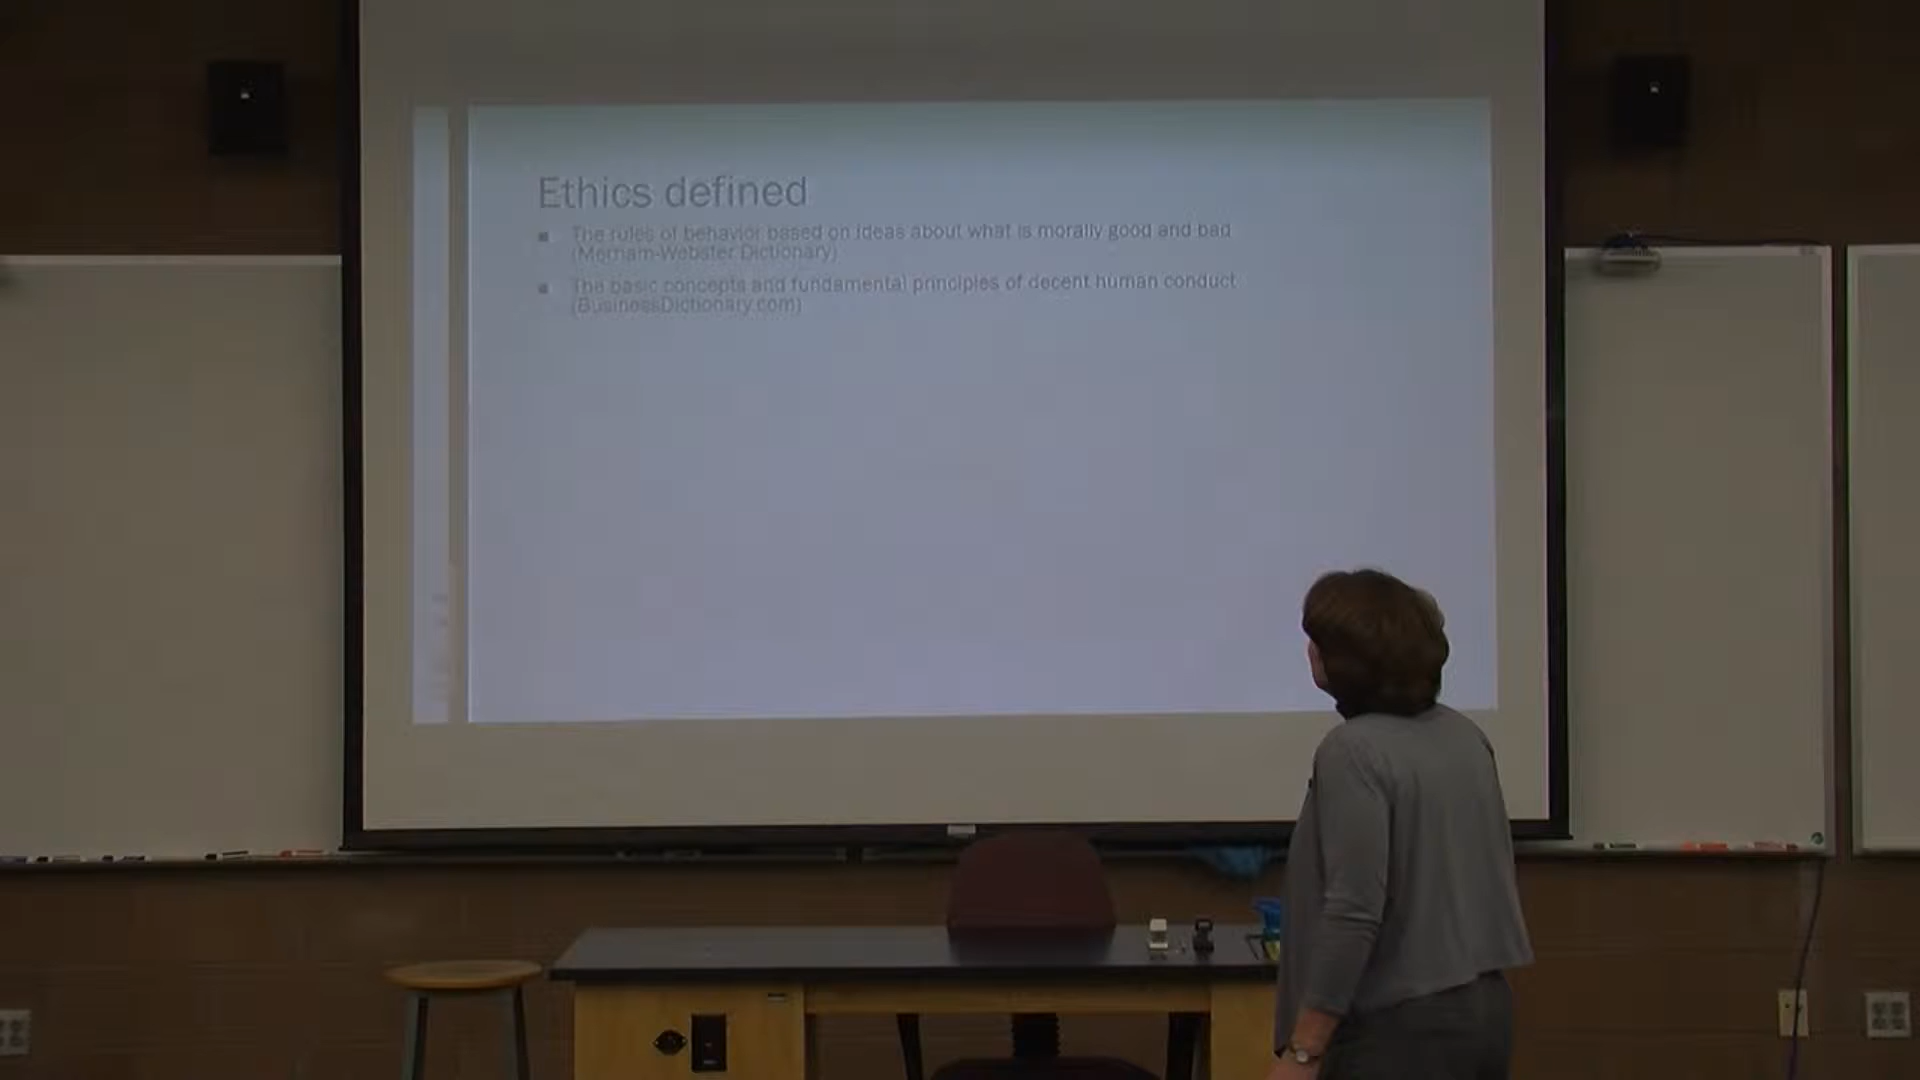 Ethics defined
The rules of behavior based on ideas about what is morally good and bad
(Merriam-Webster Dictionary)
The basic concepts and fundamental principles of decent human conduct
(BusinessDictionary.com)